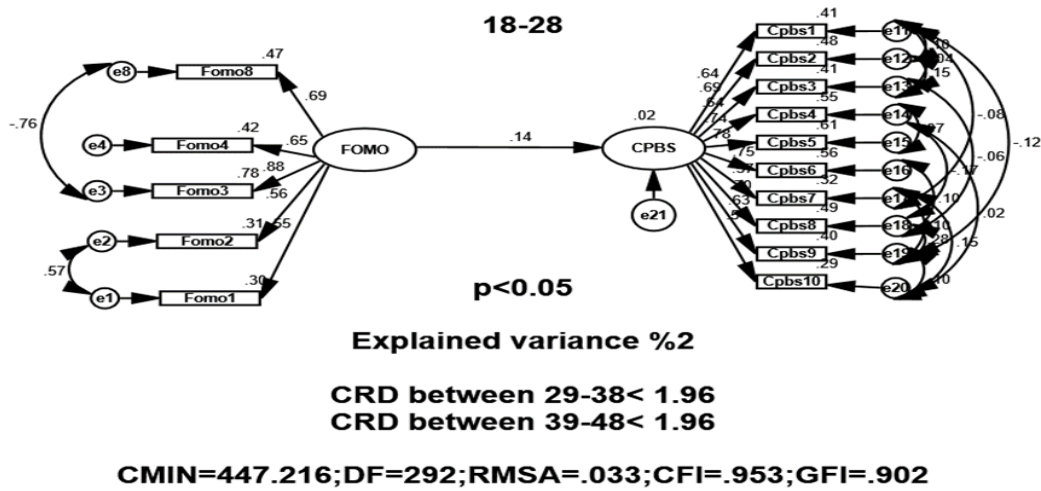 18-28
.41
Cpbs1 e11
.48
Cpbs2 e12
.41
Cpbs3 e13
.55
Cpbs4 e14
.61
Cpbs5 e15
.56
Cpbs6 e16
.32
Cpbs7
.49
Cpbs8 e18
.40
Cpbs9 e19
.29
Cpbs10 e20
.47
e8 Fomo8
.69
-.76
.42
e4 Fomo4 .65
.78 .88
e3 Fomo3 .56
.31
e2 Fomo2
.57
.30
e1 Fomo1
FOMO .14 .02 CPBS
e21
.64
.69
.74
.78
.75
.63
.15
-.08
-.12
-.06
.10
.02
.15
p<0.05
Explained variance %2
CRD between 29-38< 1.96
CRD between 39-48< 1.96
CMIN=447.216;DF=292;RMSA=.033;CFI=.953;GFI=.902